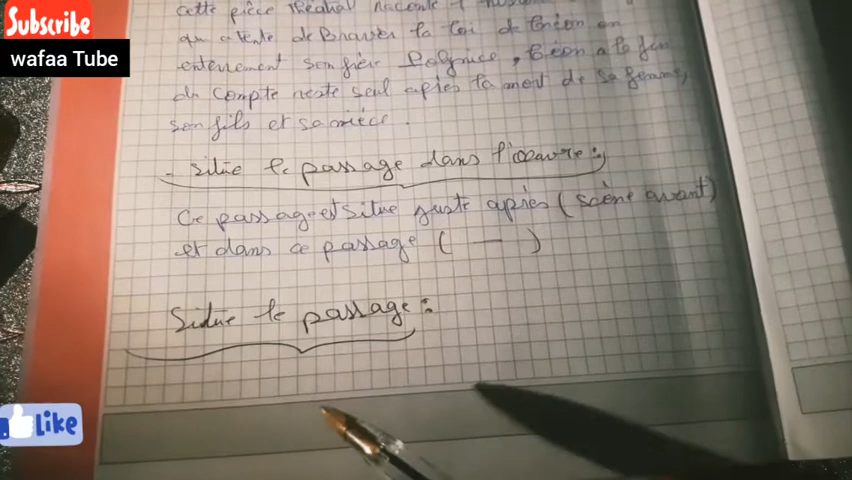 Subscribe
wafaa Tube
cette pièce théâtral raconte l'
qui a tenté de Braver la loi de Créon en
enterrement son frère Polynice, Créon a la fin
du compte reste seul après la mort de sa femme,
son fils et sa nièce.
- situe le passage dans l'oeuvre :
Ce passage est situe juste après (scène avant)
et dans ce passage ( — )
Situe le passage :
Like